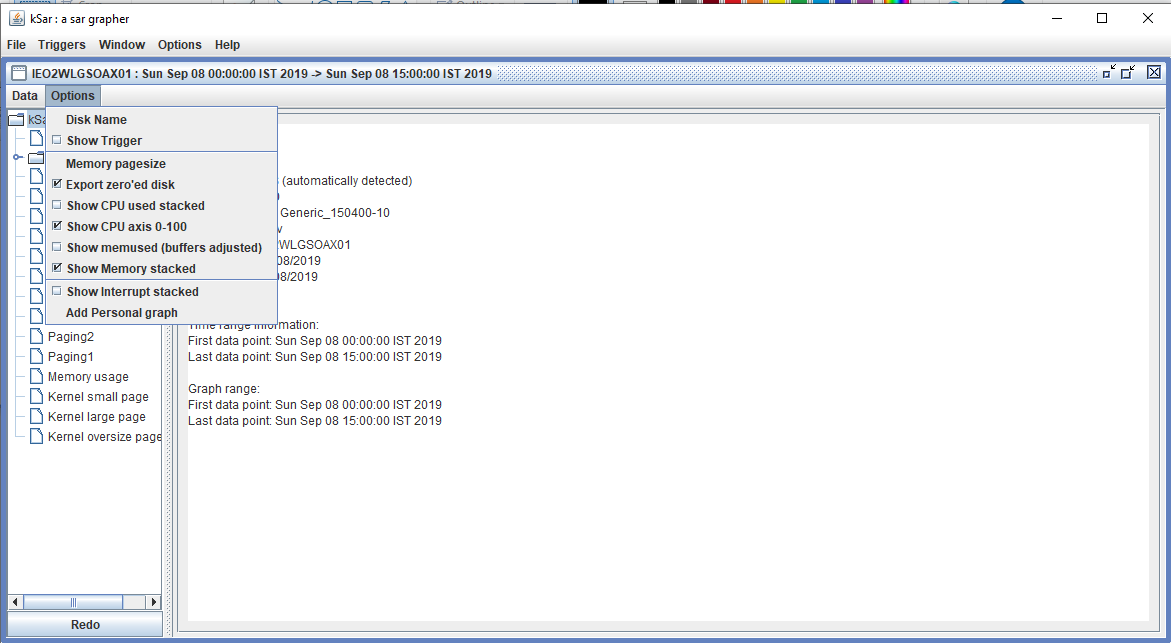 kSar : a sar grapher
File Triggers Window Options Help
IEO2WLGSOAX01 : Sun Sep 08 00:00:00 IST 2019 -> Sun Sep 08 15:00:00 IST 2019
Data Options
Disk Name
Show Trigger
Memory pagesize
Export zero'ed disk
Show CPU used stacked
Show CPU axis 0-100
Show memused (buffers adjusted)
Show Memory stacked
Show Interrupt stacked
Add Personal graph
Paging2
Paging1
Memory usage
Kernel small page
Kernel large page
Kernel oversize page
Redo
(automatically detected)
Generic_150400-10
2WLGSOAX01
08/2019
8/2019
Time range information:
First data point: Sun Sep 08 00:00:00 IST 2019
Last data point: Sun Sep 08 15:00:00 IST 2019
Graph range:
First data point: Sun Sep 08 00:00:00 IST 2019
Last data point: Sun Sep 08 15:00:00 IST 2019